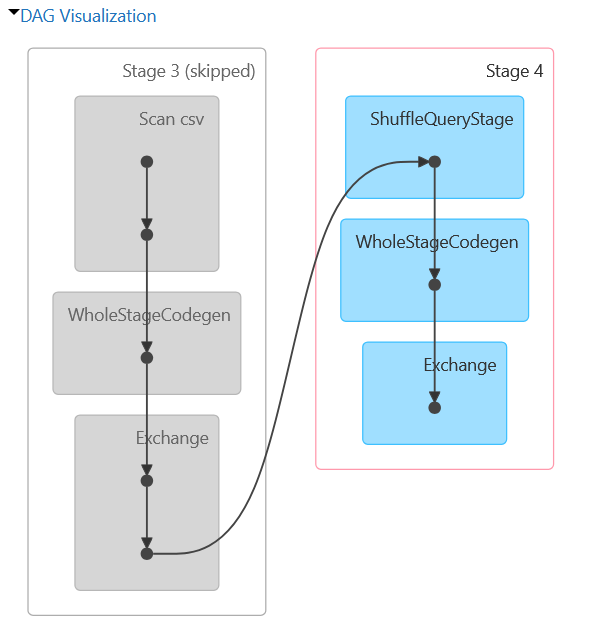 DAG Visualization
Stage 3 (skipped)
Scan csv
WholeStageCodegen
Exchange
Stage 4
ShuffleQueryStage
WholeStageCodegen
Exchange